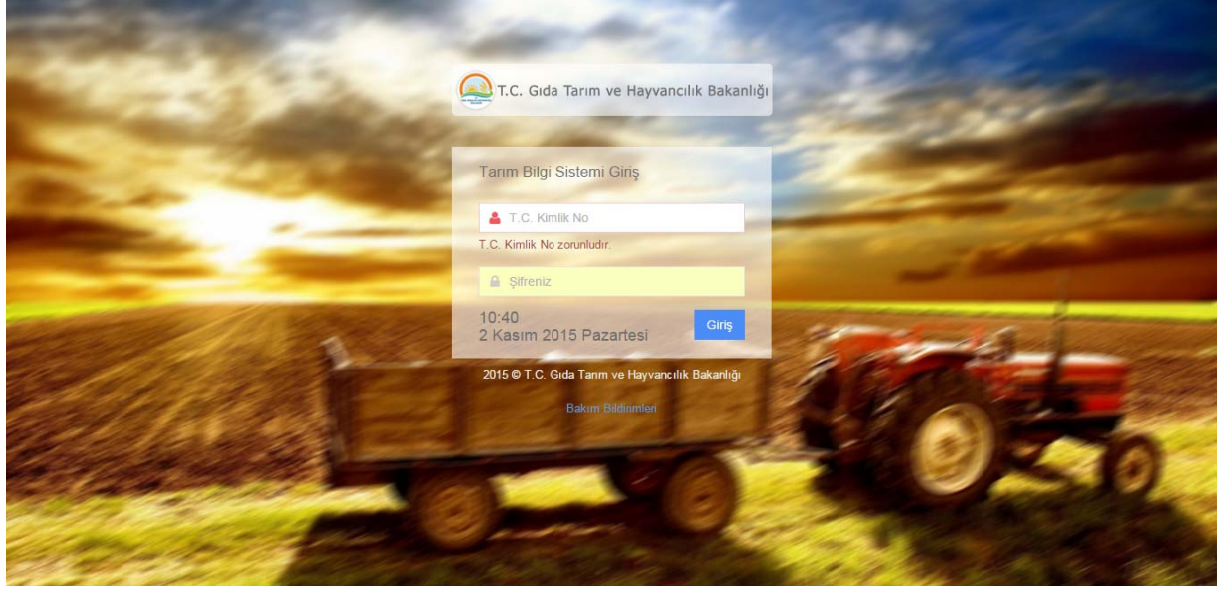 T.C. Gıda Tarım ve Hayvancılık Bakanlığı
Tarım Bilgi Sistemi Giriş
T.C. Kimlik No
T.C. Kimlik No zorunludır.
Şifreniz
10:40
2 Kasım 2015 Pazartesi
Giriş
2015 © T.C. Gıda Tarım ve Hayvancılık Bakanlığı
Bakım Bildirimleri